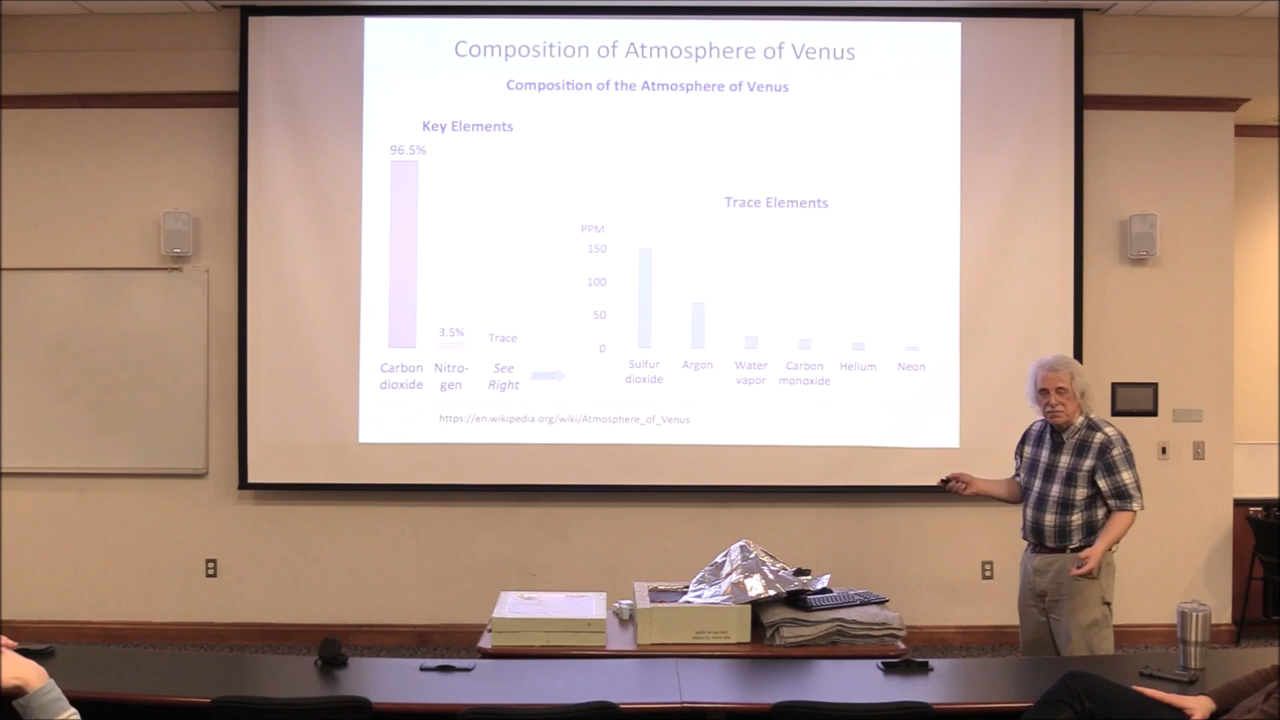 Composition of Atmosphere of Venus
Composition of the Atmosphere of Venus
Key Elements
96.5%
3.5%
Trace
Carbon
dioxide
Nitro-
gen
See
Right
Trace Elements
PPM
150
100
50
0
Sulfur
dioxide
Argon
Water
vapor
Carbon
monoxide
Helium
Neon
https://en.wikipedia.org/wiki/Atmosphere_of_Venus